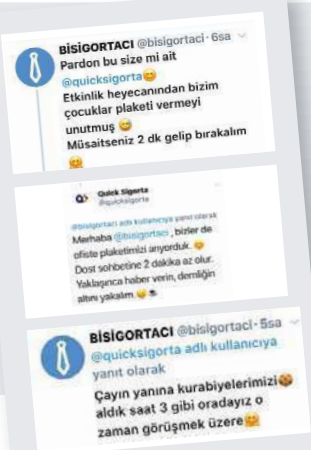 BİSİGORTACI @bisigortaci · 6sa
Pardon bu size mi ait
@quicksigorta😊
Etkinlik heyecanından bizim
çocuklar plaketi vermeyi
unutmuş 😅
Müsaitseniz 2 dk gelip bırakalım
🤗
Quick Sigorta
@quicksigorta
@bisigortaci adlı kullanıcıya yanıt olarak
Merhaba @bisigortaci , bizler de
ofiste plaketimizi arıyorduk. 😊
Dost sohbetine 2 dakika az olur.
Yaklaşınca haber verin, demliğin
altını yakalım. 😊 ☕
BİSİGORTACI @bisigortaci · 5sa
@quicksigorta adlı kullanıcıya
yanıt olarak
Çayın yanına kurabiyelerimizi🍪
aldık saat 3 gibi oradayız o
zaman görüşmek üzere🤗